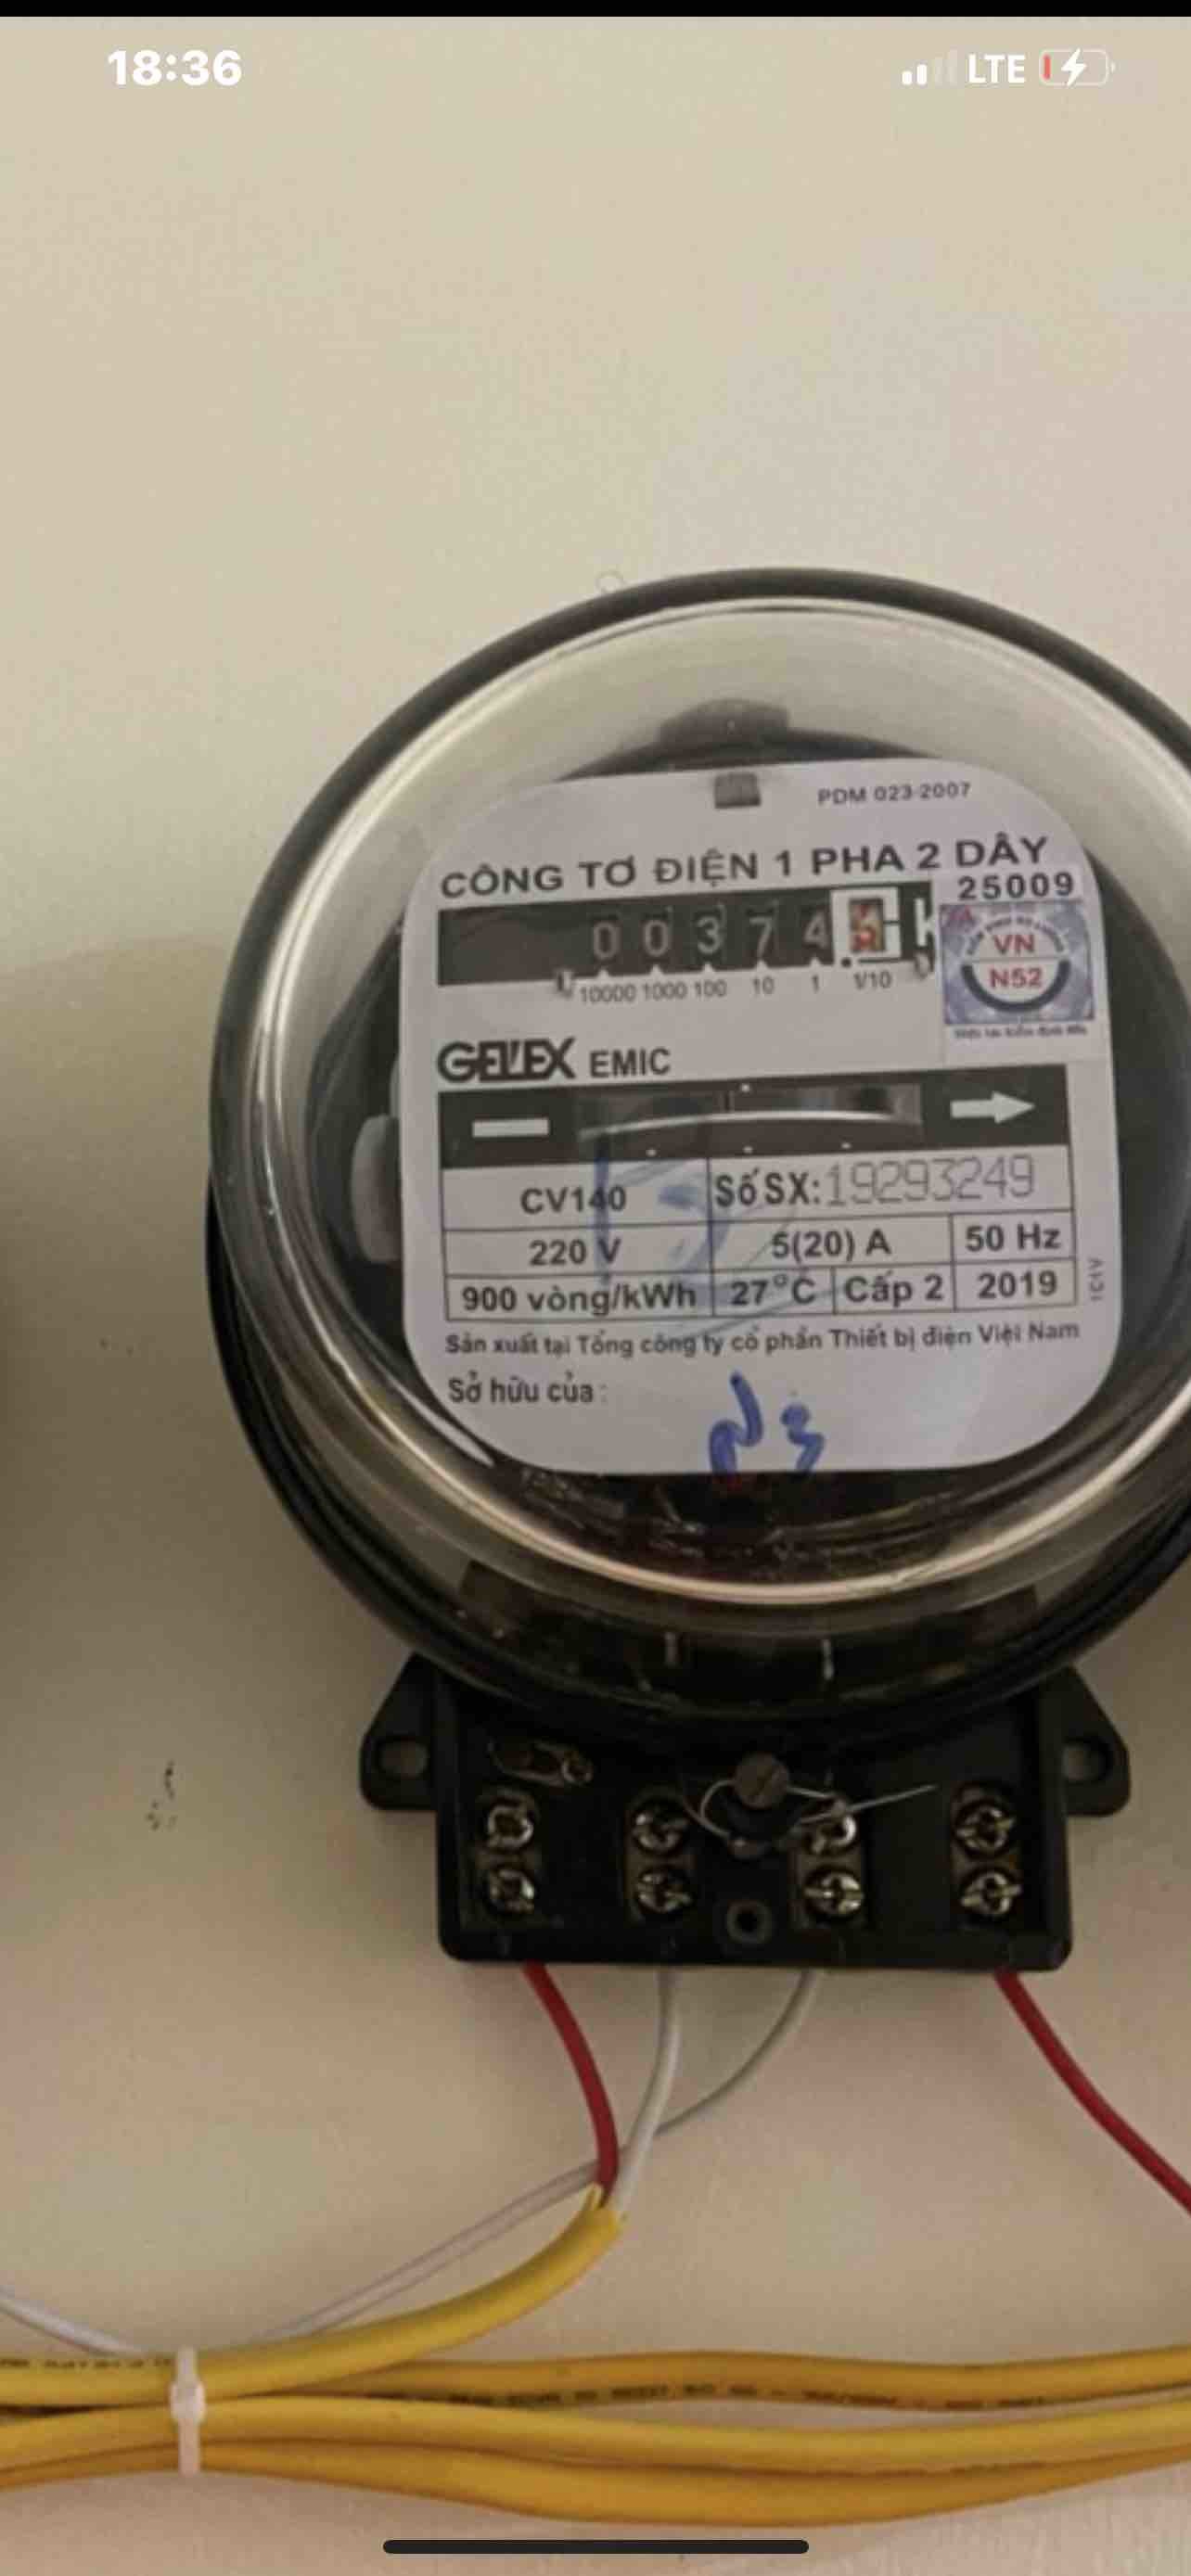 18:36
LTE
PDM 023-2007
CÔNG TƠ ĐIỆN 1 PHA 2 DÂY
25009
0 0 3 7 4
VN
N52
10000 1000 100 10 1 1/10
GELEX EMIC
CV140 Số SX: 19293249
220 V 5(20) A 50 Hz
900 vòng/kWh 27°C Cấp 2 2019
Sản xuất tại Tổng công ty cổ phần Thiết bị điện Việt Nam
Sở hữu của :
N3